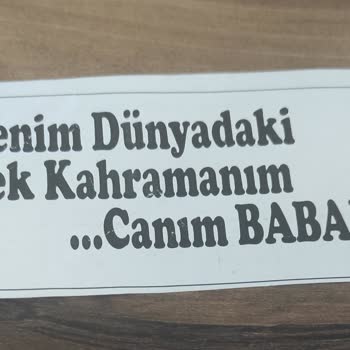 enim Dünyadaki
ek Kahramanım
...Canım BABA